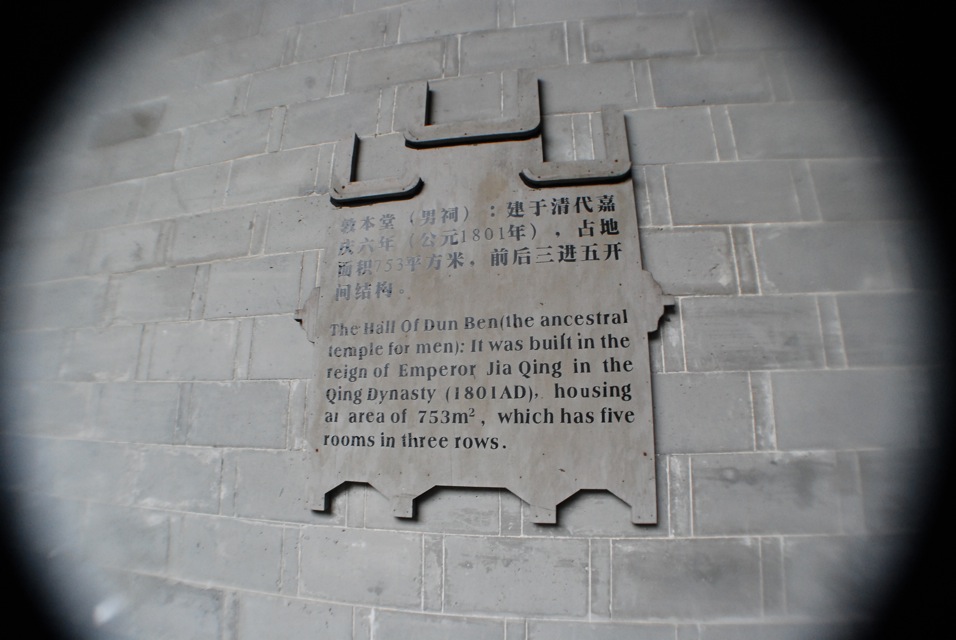 敦本堂（男祠）：建于清代嘉
庆六年（公元1801年），占地
面积753平方米。前后三进五开
间结构。
The Hall Of Dun Ben(the ancestral
temple for men): It was built in the
reign of Emperor Jia Qing in the
Qing Dynasty (1801AD), housing
an area of 753m², which has five
rooms in three rows.